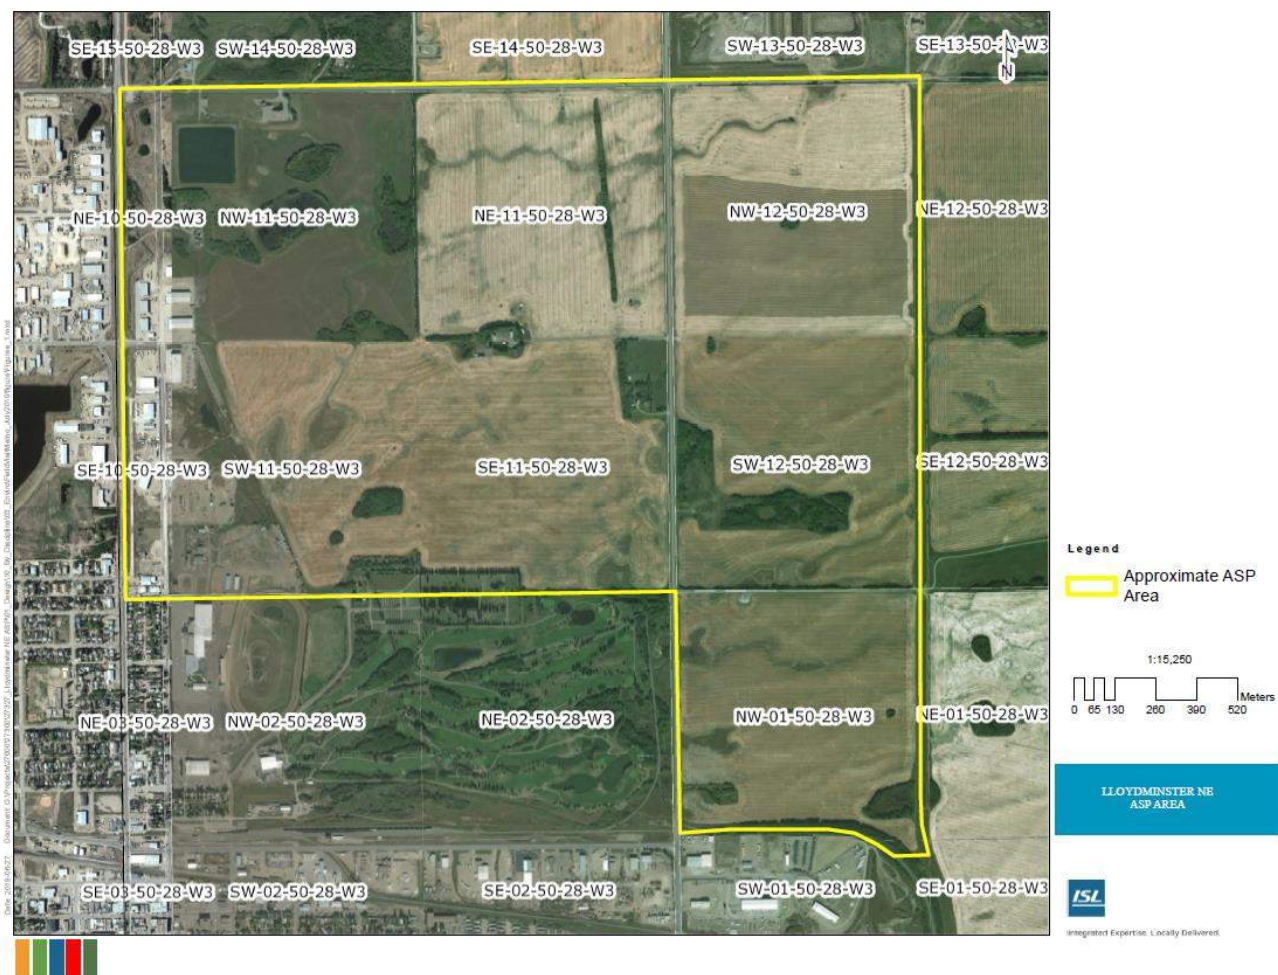 SE-15-50-28-W3 SW-14-50-28-W3 SE-14-50-28-W3 SW-13-50-28-W3 SE-13-50-28-W3
N
NE-10-50-28-W3 NW-11-50-28-W3 NE-11-50-28-W3 NW-12-50-28-W3 NE-12-50-28-W3
SE-10-50-28-W3 SW-11-50-28-W3 SE-11-50-28-W3 SW-12-50-28-W3 SE-12-50-28-W3
NE-03-50-28-W3 NW-02-50-28-W3 NE-02-50-28-W3 NW-01-50-28-W3 NE-01-50-28-W3
SE-03-50-28-W3 SW-02-50-28-W3 SE-02-50-28-W3 SW-01-50-28-W3 SE-01-50-28-W3
Legend
Approximate ASP
Area
1:15,250
Meters
0 65 130 260 390 520
LLOYDMINSTER NE
ASP AREA
ISL
Integrated Expertise. Locally Delivered.